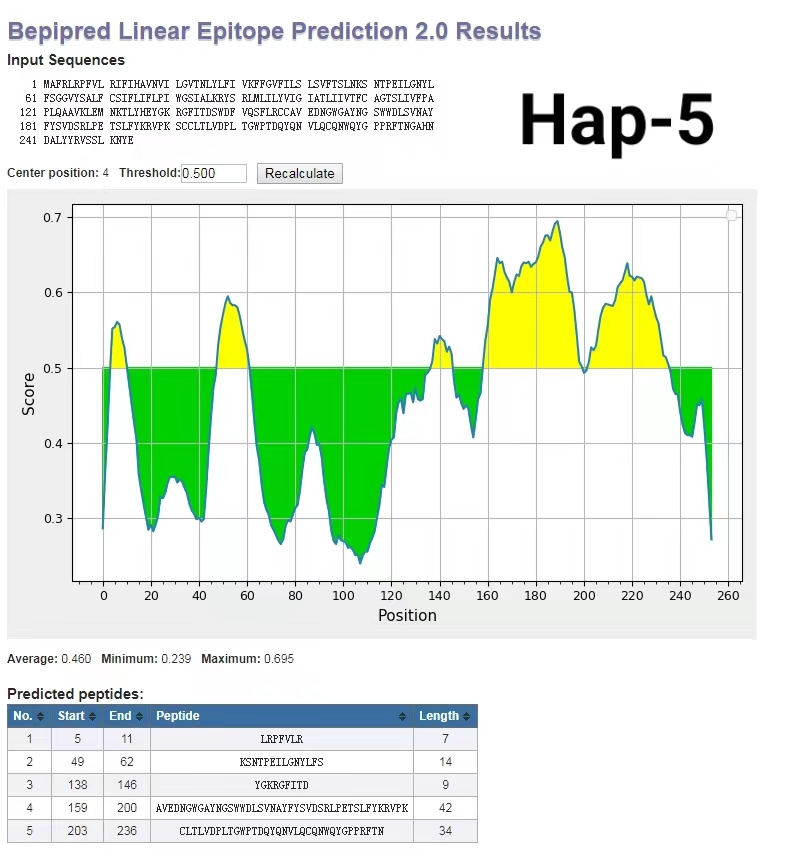 Bepipred Linear Epitope Prediction 2.0 Results
Input Sequences
1 MAFRLRPFVL RIFIHAVNVI LGVTNLYLFI VKFFGVFILS LSVFTSLNKS NTPEILGNYL
61 FSGGVYSALF CSIFLIFLPI WGSIALKRYS RLMLILYVIG IATLIIVTFC AGTSLIVFPA
121 PLQAAVKLEM NKTLYHEYGK RGFITDSWDF VQSFLRCCAV EDNGWGAYNG SWWDLSVNAY
181 FYSVDSRLPE TSLFYKRVPK SCCLTLVDPL TGWPTDQYQN VLQCQNWQYG PPRFTNGAHN
241 DALYYRVSSL KNYE
Hap-5
Center position: 4 Threshold: 0.500 Recalculate
0.7
0.6
0.5
0.4
0.3
Score
0 20 40 60 80 100 120 140 160 180 200 220 240 260
Position
Average: 0.460 Minimum: 0.239 Maximum: 0.695
Predicted peptides:
No. Start End Peptide Length
1 5 11 LRPFVLR 7
2 49 62 KSNTPEILGNYLFS 14
3 138 146 YGKRGFITD 9
4 159 200 AVEDNGWGAYNGSWWDLSVNAYFYSVDSRLPETSLFYKRVPK 42
5 203 236 CLTLVDPLTGWPTDQYQNVLQCQNWQYGPPRFTN 34